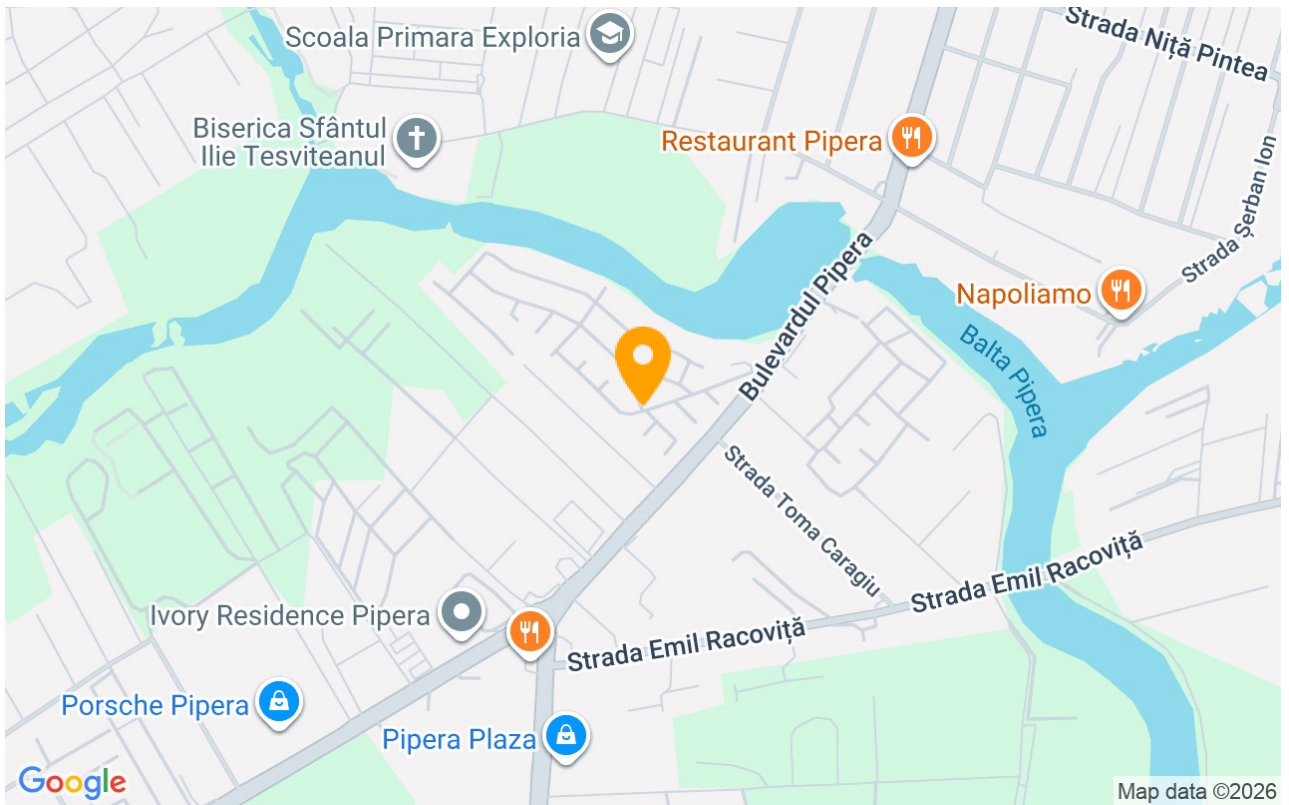 Scoala Primara Exploria
Strada Niță Pintea
Biserica Sfântul
Ilie Tesviteanul
Restaurant Pipera
Strada Șerban Ion
Bulevardul Pipera
Napoliamo
Balta Pipera
Strada Toma Caragiu
Strada Emil Racoviță
Ivory Residence Pipera
Strada Emil Racoviță
Porsche Pipera
Pipera Plaza
Google
Map data ©2026